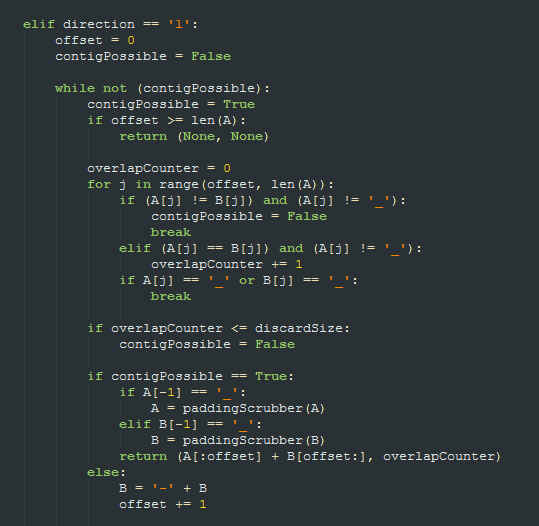 elif direction == 'l':
    offset = 0
    contigPossible = False

    while not (contigPossible):
        contigPossible = True
        if offset >= len(A):
            return (None, None)

        overlapCounter = 0
        for j in range(offset, len(A)):
            if (A[j] != B[j]) and (A[j] != '_'):
                contigPossible = False
                break
            elif (A[j] == B[j]) and (A[j] != '_'):
                overlapCounter += 1
            if A[j] == '_' or B[j] == '_':
                break

        if overlapCounter <= discardSize:
            contigPossible = False

        if contigPossible == True:
            if A[-1] == '_':
                A = paddingScrubber(A)
            elif B[-1] == '_':
                B = paddingScrubber(B)
            return (A[:offset] + B[offset:], overlapCounter)
        else:
            B = '-' + B
            offset += 1